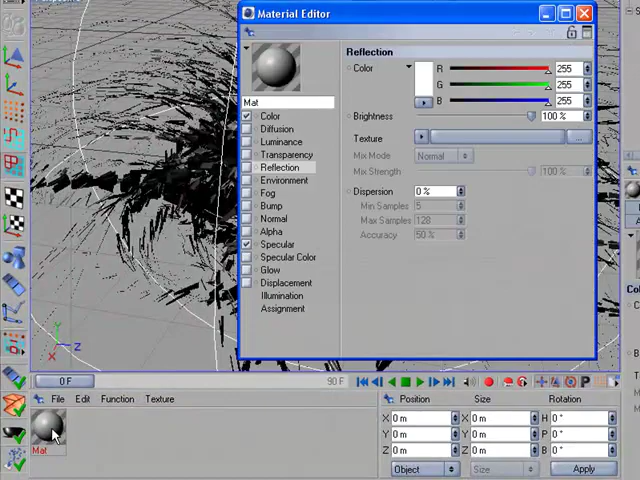 Material Editor
Mat
Color
Diffusion
Luminance
Transparency
Reflection
Environment
Fog
Bump
Normal
Alpha
Specular
Specular Color
Glow
Displacement
Illumination
Assignment
Reflection
Color
R 255
G 255
B 255
Brightness 100 %
Texture ...
Mix Mode Normal
Mix Strength 100 %
Dispersion 0 %
Min Samples 5
Max Samples 128
Accuracy 50 %
Y
Z
X
0 F 90 F
P
File Edit Function Texture
Mat
Position Size Rotation
X 0 m X 0 m H 0 °
Y 0 m Y 0 m P 0 °
Z 0 m Z 0 m B 0 °
Object Size Apply